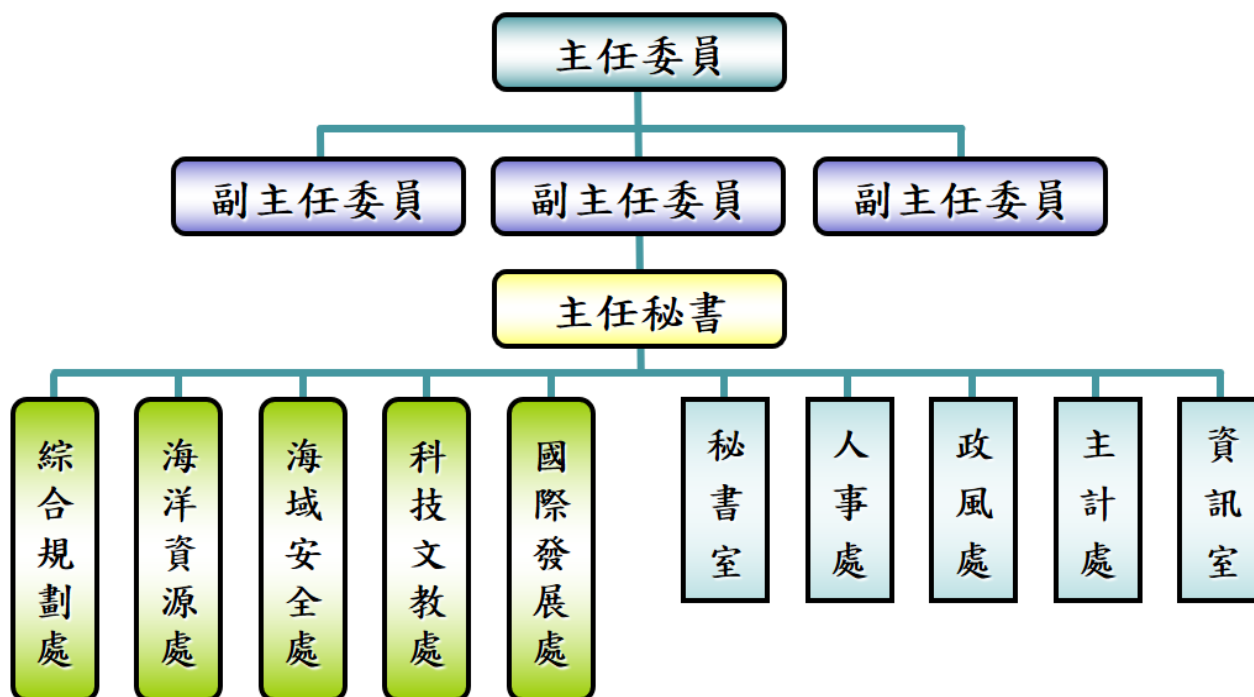 主任委員
副主任委員
副主任委員
副主任委員
主任秘書
綜合規劃處
海洋資源處
海域安全處
科技文教處
國際發展處
秘書室
人事處
政風處
主計處
資訊室